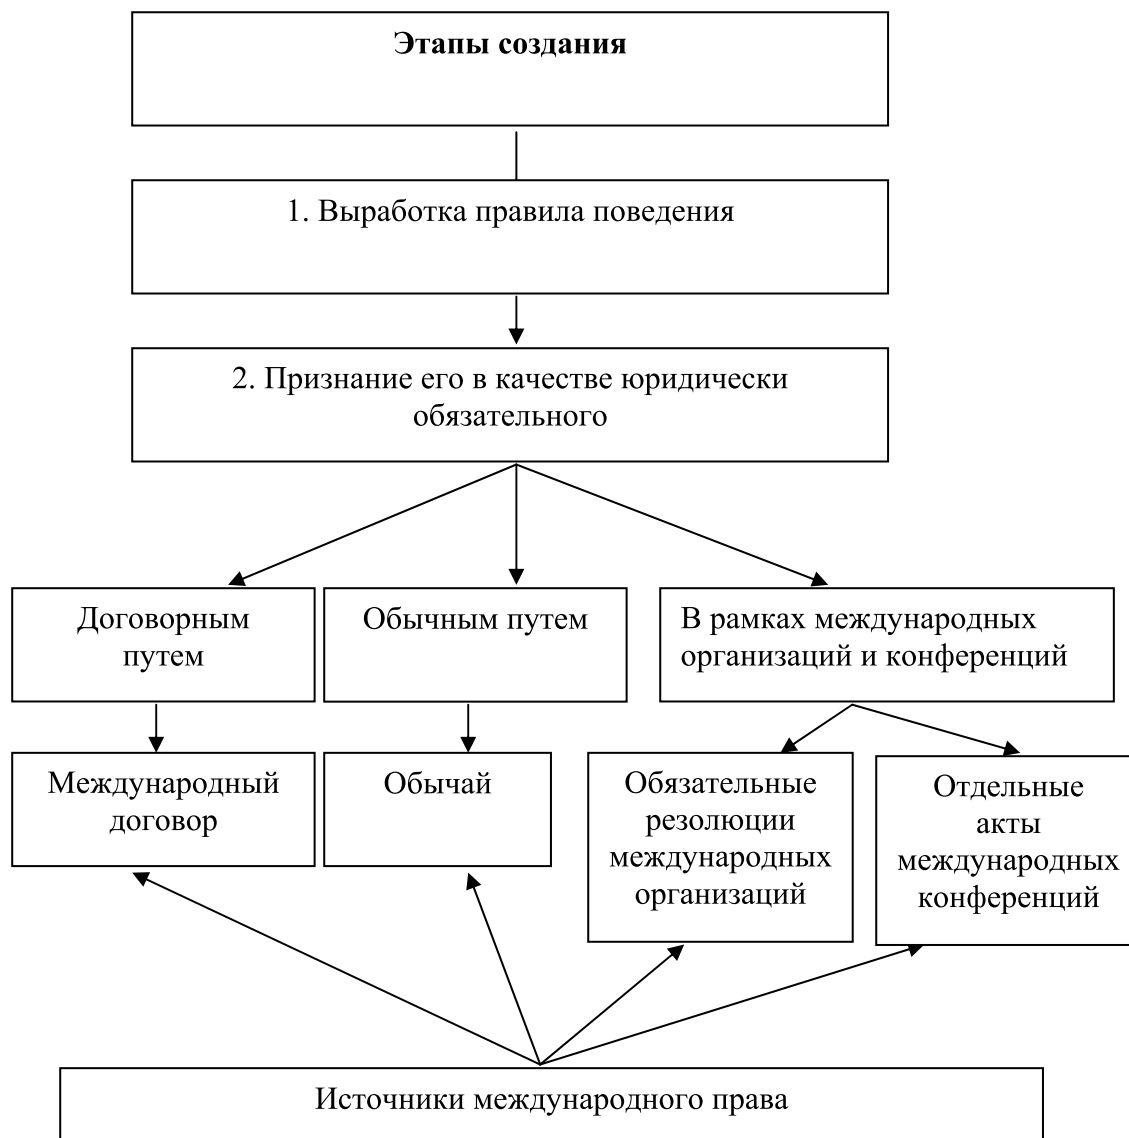 Этапы создания
1. Выработка правила поведения
2. Признание его в качестве юридически
обязательного
Договорным
путем
Обычным путем
В рамках международных
организаций и конференций
Международный
договор
Обычай
Обязательные
резолюции
международных
организаций
Отдельные
акты
международных
конференций
Источники международного права